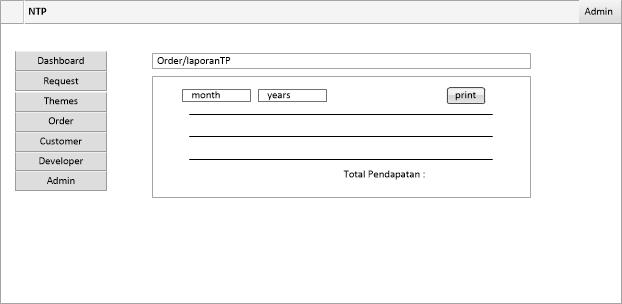 NTP Admin
Dashboard
Request
Themes
Order
Customer
Developer
Admin
Order/laporanTP
month years print
Total Pendapatan :